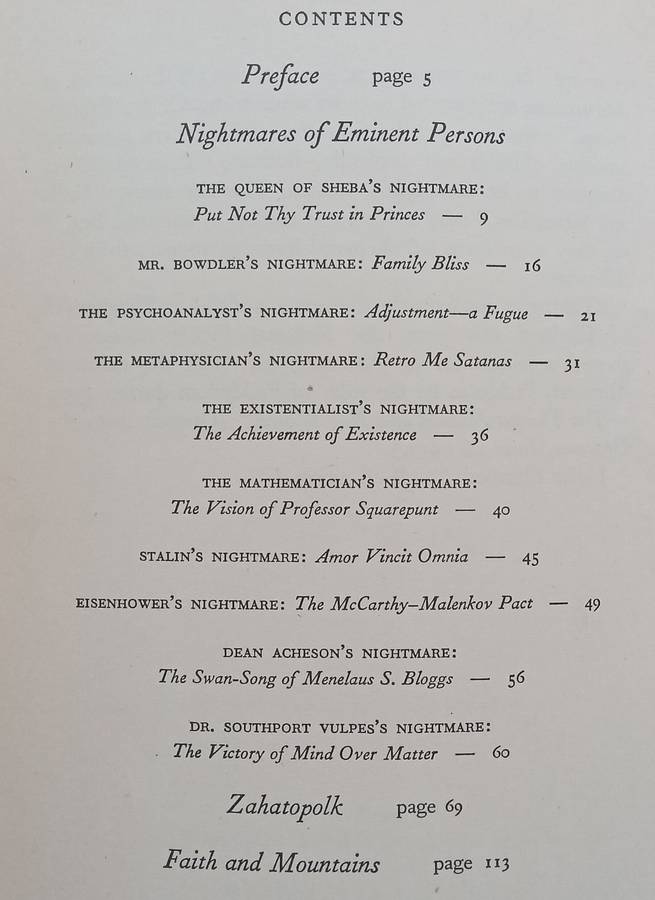 CONTENTS
Preface page 5
Nightmares of Eminent Persons
THE QUEEN OF SHEBA'S NIGHTMARE:
Put Not Thy Trust in Princes — 9
MR. BOWDLER'S NIGHTMARE: Family Bliss — 16
THE PSYCHOANALYST'S NIGHTMARE: Adjustment—a Fugue — 21
THE METAPHYSICIAN'S NIGHTMARE: Retro Me Satanas — 31
THE EXISTENTIALIST'S NIGHTMARE:
The Achievement of Existence — 36
THE MATHEMATICIAN'S NIGHTMARE:
The Vision of Professor Squarepunt — 40
STALIN'S NIGHTMARE: Amor Vincit Omnia — 45
EISENHOWER'S NIGHTMARE: The McCarthy–Malenkov Pact — 49
DEAN ACHESON'S NIGHTMARE:
The Swan-Song of Menelaus S. Bloggs — 56
DR. SOUTHPORT VULPES'S NIGHTMARE:
The Victory of Mind Over Matter — 60
Zahatopolk page 69
Faith and Mountains page 113